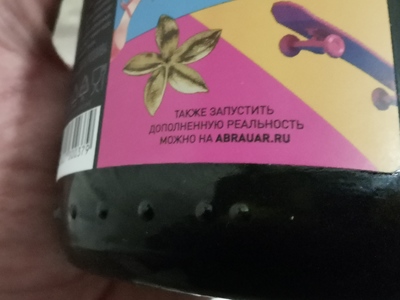 ТАКЖЕ ЗАПУСТИТЬ
ДОПОЛНЕННУЮ РЕАЛЬНОСТЬ
МОЖНО НА ABRAUAR.RU